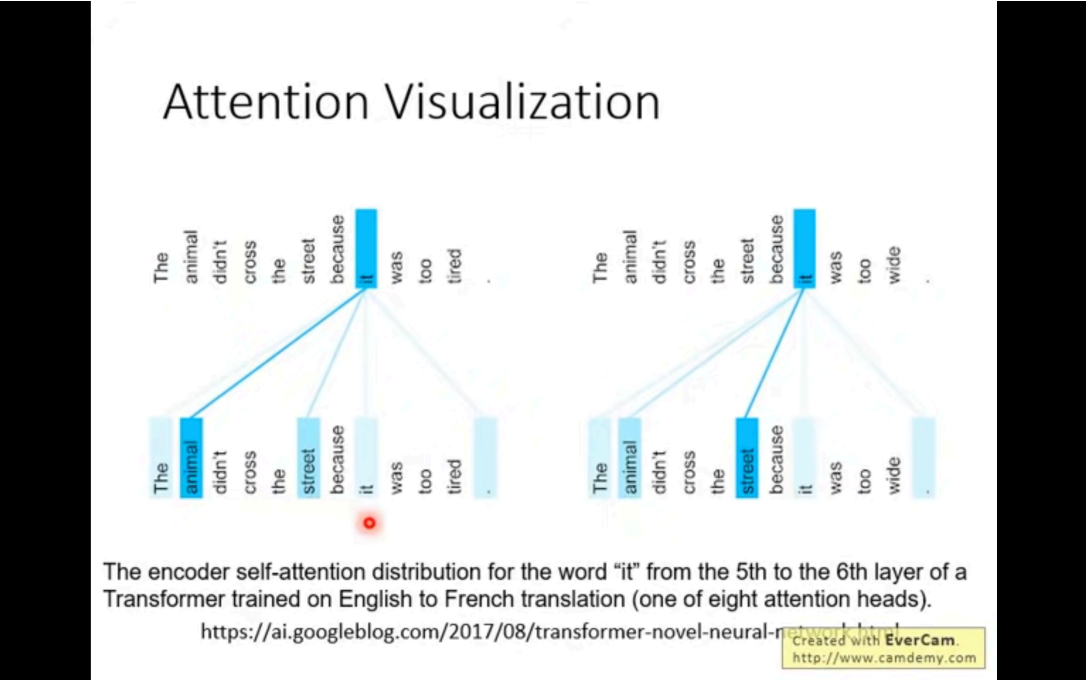 Attention Visualization
The animal didn't cross the street because it was too tired .
The animal didn't cross the street because it was too wide .
The animal didn't cross the street because it was too tired .
The animal didn't cross the street because it was too wide .
The encoder self-attention distribution for the word “it” from the 5th to the 6th layer of a
Transformer trained on English to French translation (one of eight attention heads).
https://ai.googleblog.com/2017/08/transformer-novel-neural-network.html
Created with EverCam.
http://www.camdemy.com